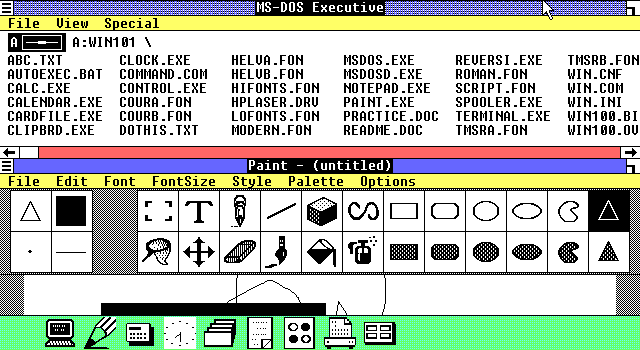 MS-DOS Executive
File View Special
A A:WIN101 \
ABC.TXT CLOCK.EXE HELVA.FON MSDOS.EXE REVERSI.EXE TMSRB.FON
AUTOEXEC.BAT COMMAND.COM HELVB.FON MSDOSD.EXE ROMAN.FON WIN.CNF
CALC.EXE CONTROL.EXE HIFONTS.FON NOTEPAD.EXE SCRIPT.FON WIN.COM
CALENDAR.EXE COURA.FON HPLASER.DRV PAINT.EXE SPOOLER.EXE WIN.INI
CARDFILE.EXE COURB.FON LOFONTS.FON PRACTICE.DOC TERMINAL.EXE WIN100.BI
CLIPBRD.EXE DOTHIS.TXT MODERN.FON README.DOC TMSRA.FON WIN100.OU
Paint - (untitled)
File Edit Font FontSize Style Palette Options
T